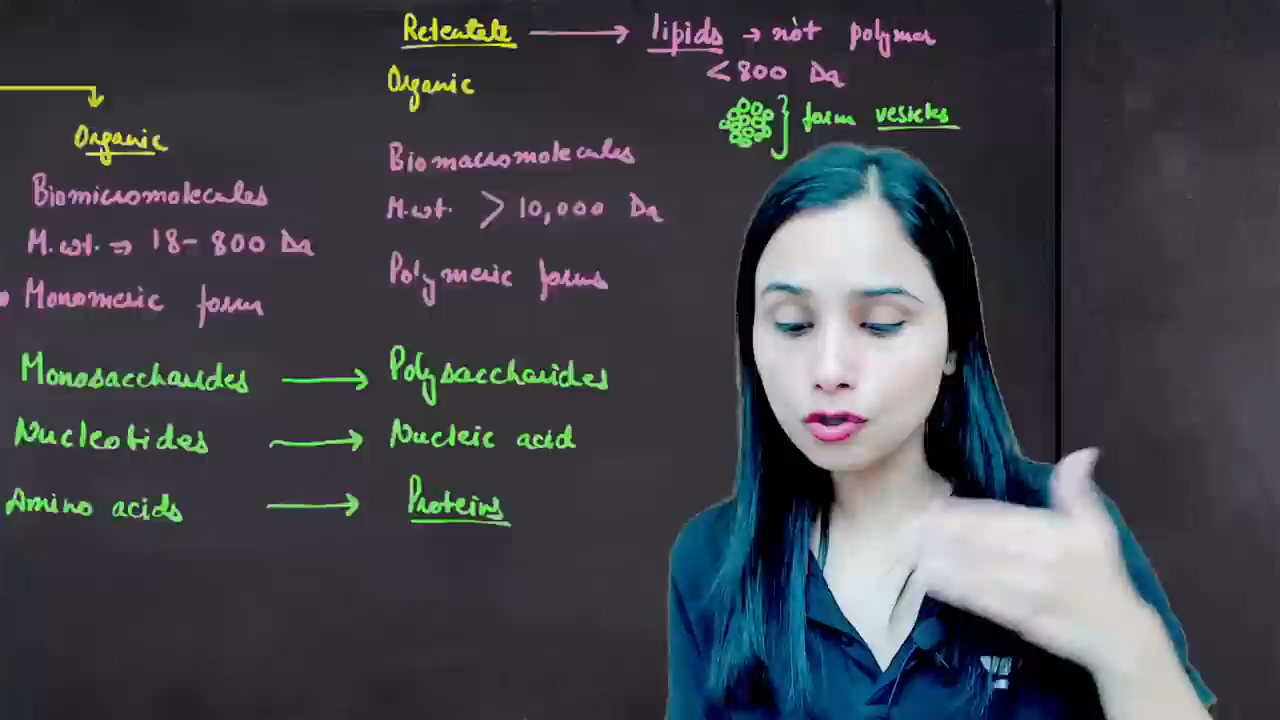 Retentate → lipids → not polymer
< 800 Da
Organic
} form vesicles
Organic
Biomacromolecules
Biomicromolecules
M.wt. > 10,000 Da
M.wt. ⇒ 18 - 800 Da
Polymeric forms
Monomeric form
Monosaccharides → Polysaccharides
Nucleotides → Nucleic acid
Amino acids → Proteins